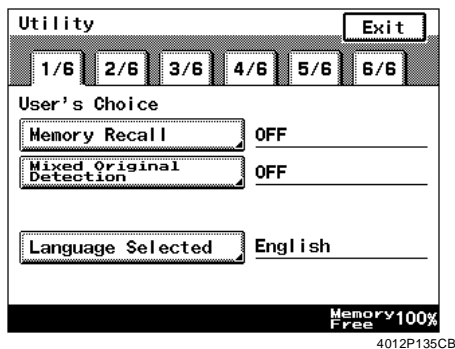 Utility Exit
1/6 2/6 3/6 4/6 5/6 6/6
User's Choice
Memory Recall OFF
Mixed Original
Detection OFF
Language Selected English
Memory
Free 100%
4012P135CB